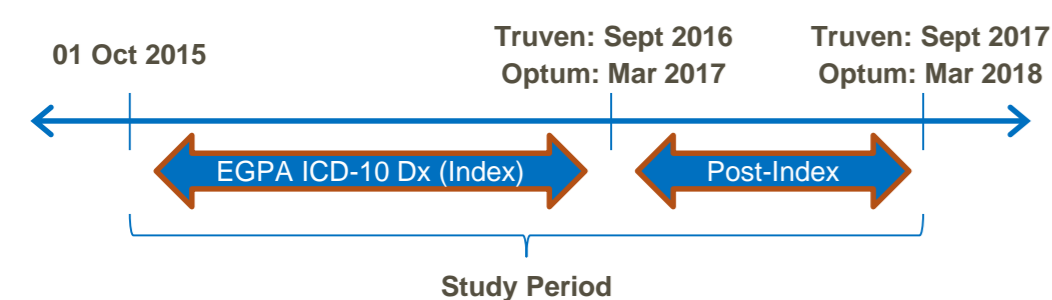 01 Oct 2015
Truven: Sept 2016
Optum: Mar 2017
Truven: Sept 2017
Optum: Mar 2018
EGPA ICD-10 Dx (Index)
Post-Index
Study Period